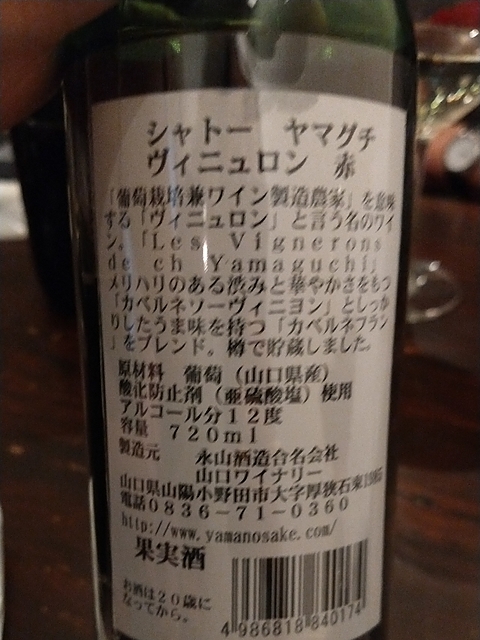 シャトー ヤマグチ
ヴィニュロン 赤
「葡萄栽培兼ワイン製造農家」を意味
する「ヴィニュロン」と言う名のワイ
ン。「Les Vignerons
de ch Yamaguchi」
メリハリのある渋みと華やかさをもつ
「カベルネソーヴィニヨン」としっか
りしたうま味を持つ「カベルネフラン
」をブレンド。樽で貯蔵しました。
原材料 葡萄（山口県産）
酸化防止剤（亜硫酸塩）使用
アルコール分12度
容量 720ml
製造元 永山酒造合名会社
山口ワイナリー
山口県山陽小野田市大字厚狭石束1985
電話0836-71-0360
http://www.yamanosake.com/
果実酒
お酒は20歳に
なってから。
4 986818 840174